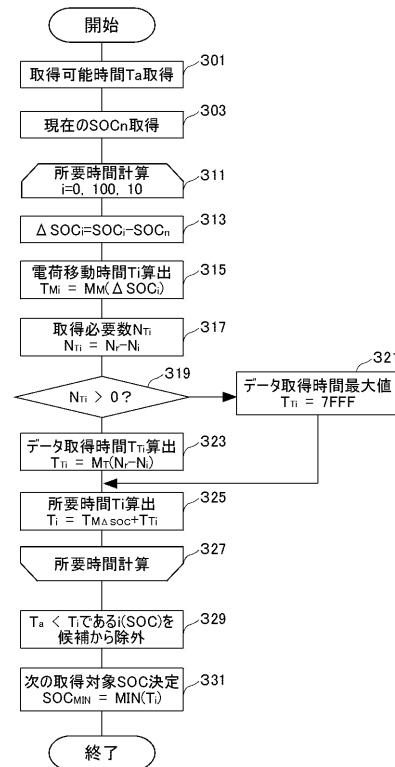 開始
取得可能時間Ta取得
301
現在のSOCn取得
303
所要時間計算
i=0, 100, 10
311
ΔSOCi=SOCi-SOCn
313
電荷移動時間Ti算出
TMi = MM(ΔSOCi)
315
取得必要数NTi
NTi = Nr-Ni
317
NTi > 0?
319
データ取得時間最大値
TTi = 7FFF
321
データ取得時間TTi算出
TTi = MT(Nr-Ni)
323
所要時間Ti算出
Ti = TMΔSOC+TTi
325
所要時間計算
327
Ta < Tiであるi(SOC)を
候補から除外
329
次の取得対象SOC決定
SOCMIN = MIN(Ti)
331
終了